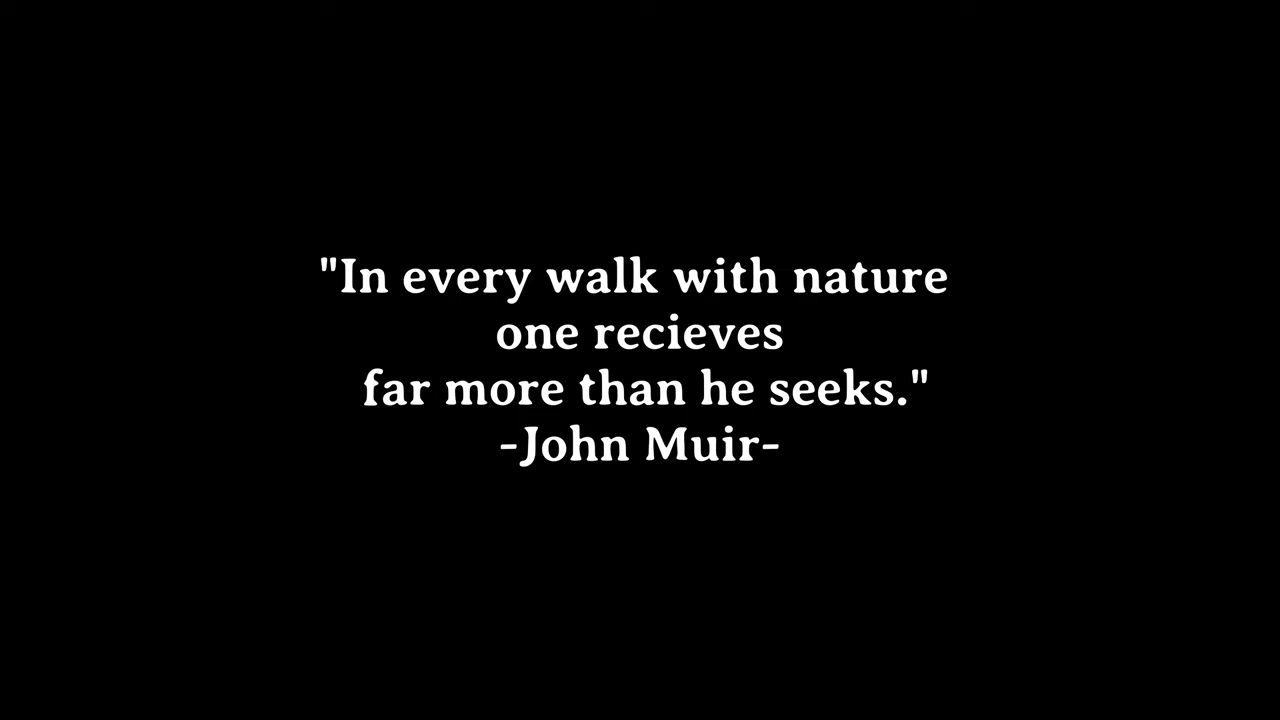 "In every walk with nature
one recieves
far more than he seeks."
-John Muir-